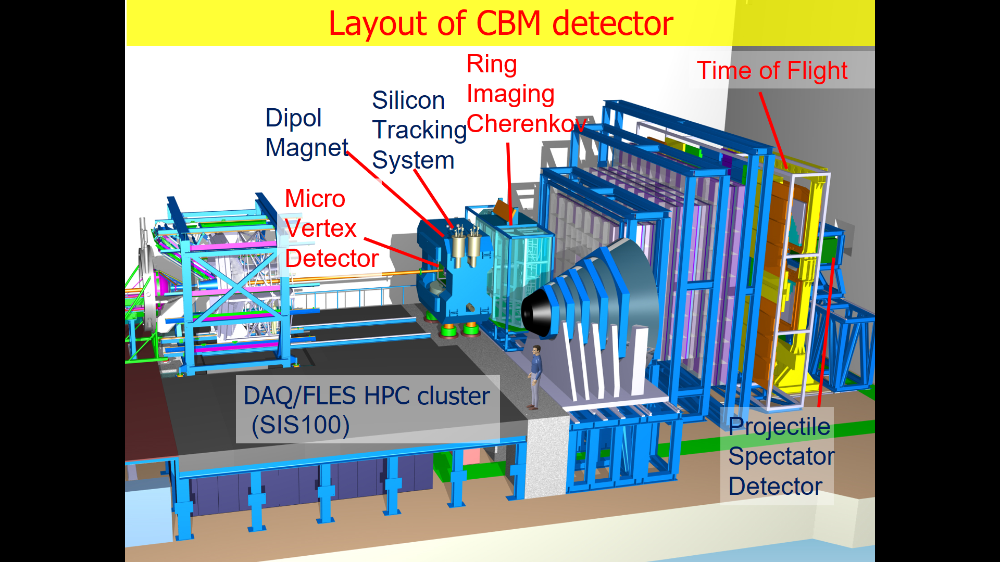 Layout of CBM detector
Ring
Imaging
Cherenkov
Time of Flight
Silicon
Tracking
System
Dipol
Magnet
Micro
Vertex
Detector
DAQ/FLES HPC cluster
(SIS100)
Projectile
Spectator
Detector